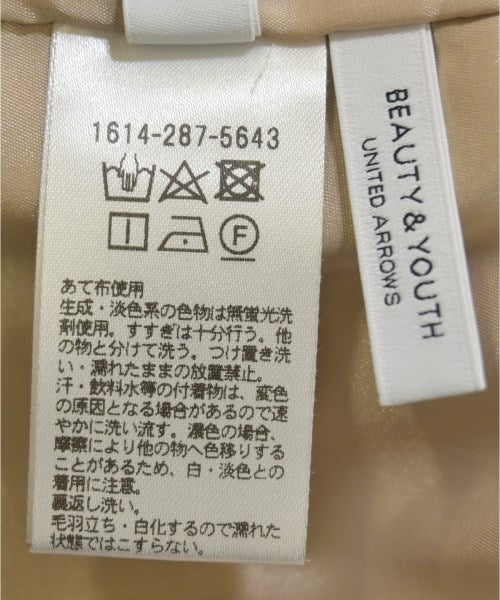 1614-287-5643
F
あて布使用
生成・淡色系の色物は無蛍光洗
剤使用。すすぎは十分行う。他
の物と分けて洗う。つけ置き洗
い・濡れたままの放置禁止。
汗・飲料水等の付着物は、変色
の原因となる場合があるので速
やかに洗い流す。濃色の場合、
摩擦により他の物へ色移りする
ことがあるため、白・淡色との
着用に注意。
裏返し洗い。
毛羽立ち・白化するので濡れた
状態ではこすらない。
BEAUTY & YOUTH
UNITED ARROWS